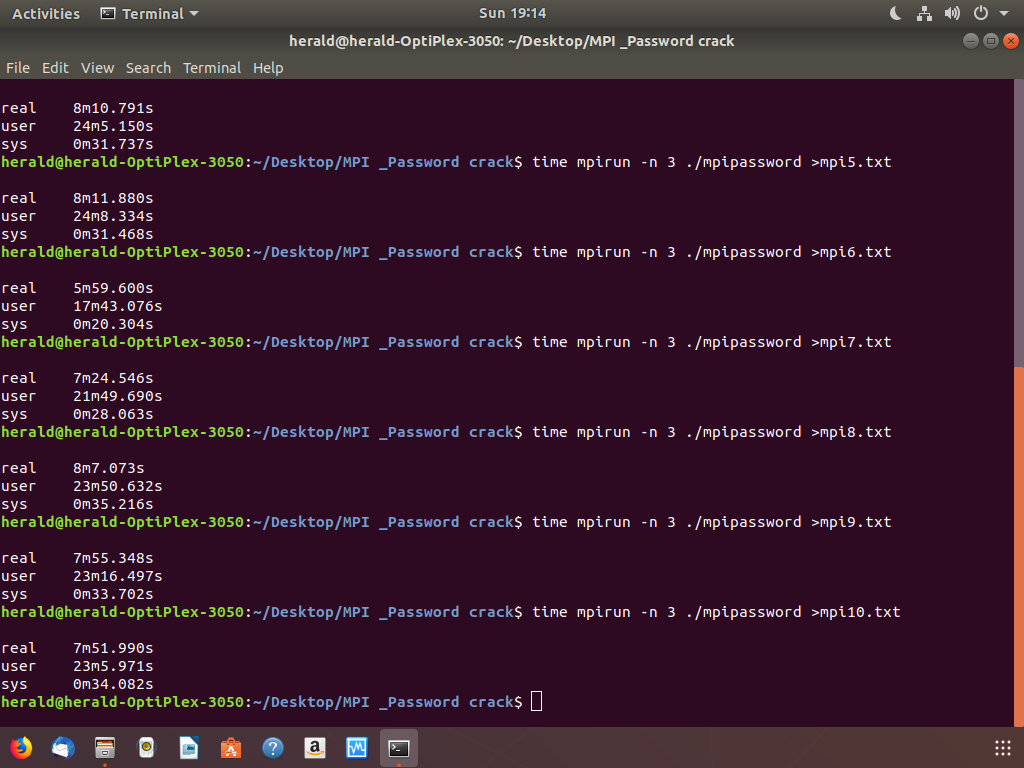 Activities Terminal Sun 19:14
herald@herald-OptiPlex-3050: ~/Desktop/MPI _Password crack
File Edit View Search Terminal Help
real 8m10.791s
user 24m5.150s
sys 0m31.737s
herald@herald-OptiPlex-3050:~/Desktop/MPI _Password crack$ time mpirun -n 3 ./mpipassword >mpi5.txt
real 8m11.880s
user 24m8.334s
sys 0m31.468s
herald@herald-OptiPlex-3050:~/Desktop/MPI _Password crack$ time mpirun -n 3 ./mpipassword >mpi6.txt
real 5m59.600s
user 17m43.076s
sys 0m20.304s
herald@herald-OptiPlex-3050:~/Desktop/MPI _Password crack$ time mpirun -n 3 ./mpipassword >mpi7.txt
real 7m24.546s
user 21m49.690s
sys 0m28.063s
herald@herald-OptiPlex-3050:~/Desktop/MPI _Password crack$ time mpirun -n 3 ./mpipassword >mpi8.txt
real 8m7.073s
user 23m50.632s
sys 0m35.216s
herald@herald-OptiPlex-3050:~/Desktop/MPI _Password crack$ time mpirun -n 3 ./mpipassword >mpi9.txt
real 7m55.348s
user 23m16.497s
sys 0m33.702s
herald@herald-OptiPlex-3050:~/Desktop/MPI _Password crack$ time mpirun -n 3 ./mpipassword >mpi10.txt
real 7m51.990s
user 23m5.971s
sys 0m34.082s
herald@herald-OptiPlex-3050:~/Desktop/MPI _Password crack$